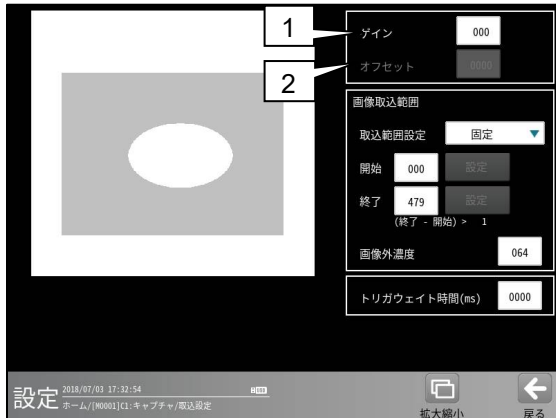 1
ゲイン 000
2
オフセット 0000
画像取込範囲
取込範囲設定 固定
開始 000 設定
終了 479 設定
(終了 - 開始) > 1
画像外濃度 064
トリガウェイト時間(ms) 0000
設定 2018/07/03 17:32:54
ホーム/[M0001]C1:キャプチャ/取込設定
拡大縮小 戻る